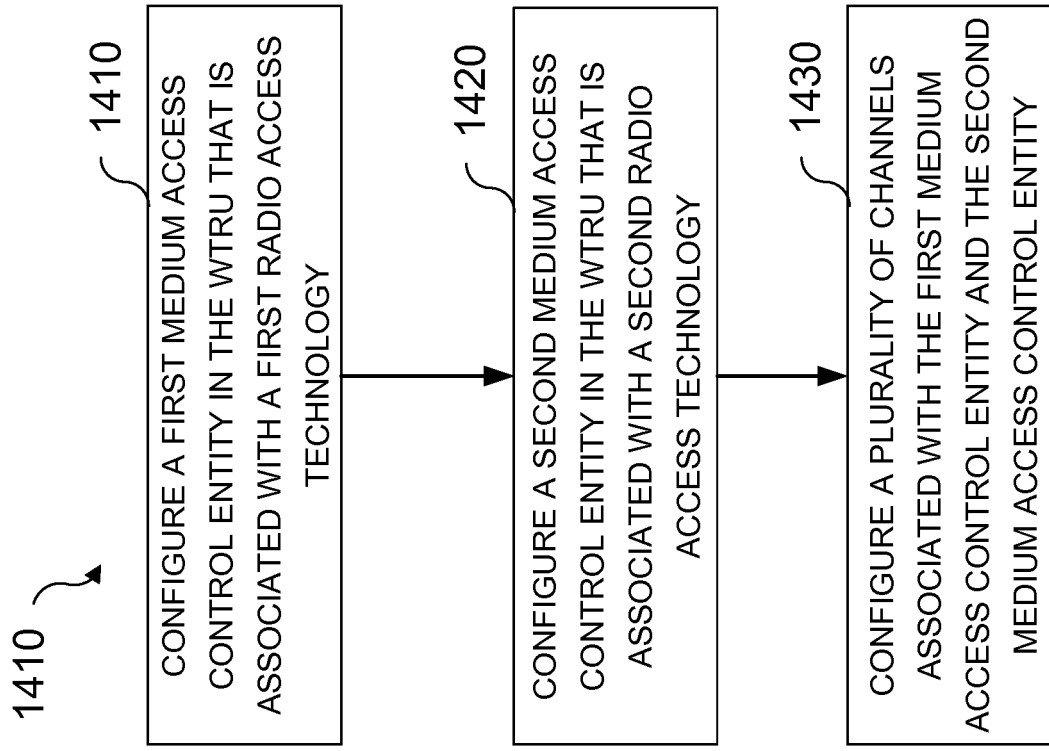 1410
1410
CONFIGURE A FIRST MEDIUM ACCESS
CONTROL ENTITY IN THE WTRU THAT IS
ASSOCIATED WITH A FIRST RADIO ACCESS
TECHNOLOGY
1420
CONFIGURE A SECOND MEDIUM ACCESS
CONTROL ENTITY IN THE WTRU THAT IS
ASSOCIATED WITH A SECOND RADIO
ACCESS TECHNOLOGY
1430
CONFIGURE A PLURALITY OF CHANNELS
ASSOCIATED WITH THE FIRST MEDIUM
ACCESS CONTROL ENTITY AND THE SECOND
MEDIUM ACCESS CONTROL ENTITY